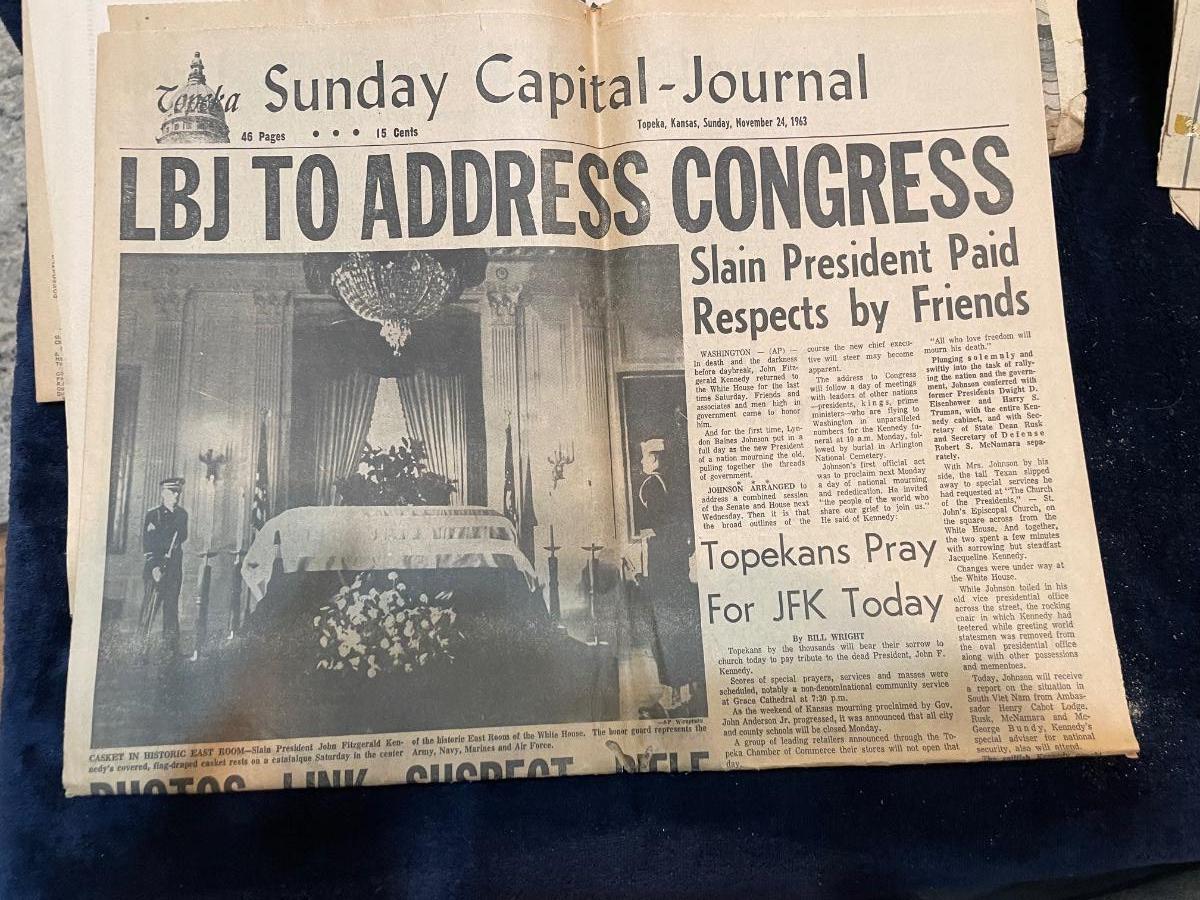 Topeka Sunday Capital-Journal
46 Pages • • • 15 Cents
Topeka, Kansas, Sunday, November 24, 1963
LBJ TO ADDRESS CONGRESS
Slain President Paid
Respects by Friends
WASHINGTON — (AP) —
In death and the darkness
before daybreak, John Fitz-
gerald Kennedy returned to
the White House for the last
time Saturday. Friends and
associates and men high in
government came to honor
him.
And for the first time, Lyn-
don Baines Johnson put in a
full day as the new President
of a nation mourning the old,
pulling together the threads
of government.
* * *
JOHNSON ARRANGED to
address a combined session
of the Senate and House next
Wednesday. Then it is that
the broad outlines of the
course the new chief execu-
tive will steer may become
apparent.
The address to Congress
will follow a day of meetings
with leaders of other nations
—presidents, kings, prime
ministers—who are flying to
Washington in unparalleled
numbers for the Kennedy fu-
neral at 10 a.m. Monday, fol-
lowed by burial in Arlington
National Cemetery.
Johnson's first official act
was to proclaim next Monday
a day of national mourning
and rededication. He invited
"the people of the world who
share our grief to join us."
He said of Kennedy:
"All who love freedom will
mourn his death."
Plunging solemnly and
swiftly into the task of rally-
ing the nation and the govern-
ment, Johnson conferred with
former Presidents Dwight D.
Eisenhower and Harry S.
Truman, with the entire Ken-
nedy cabinet, and with Sec-
retary of State Dean Rusk
and Secretary of Defense
Robert S. McNamara sepa-
rately.
With Mrs. Johnson by his
side, the tall Texan slipped
away to special services he
had requested at "The Church
of the Presidents," — St.
John's Episcopal Church, on
the square across from the
White House. And together,
the two spent a few minutes
with sorrowing but steadfast
Jacqueline Kennedy.
Changes were under way at
the White House.
While Johnson toiled in his
old vice presidential office
across the street, the rocking
chair in which Kennedy had
teetered while greeting world
statesmen was removed from
the oval presidential office
along with other possessions
and mementoes.
Today, Johnson will receive
a report on the situation in
South Viet Nam from Ambas-
sador Henry Cabot Lodge.
Rusk, McNamara and Mc-
George Bundy, Kennedy's
special adviser for national
security, also will attend.
Topekans Pray
For JFK Today
By BILL WRIGHT
Topekans by the thousands will bear their sorrow to
church today to pay tribute to the dead President, John F.
Kennedy.
Scores of special prayers, services and masses were
scheduled, notably a non-denominational community service
at Grace Cathedral at 7:30 p.m.
As the weekend of Kansas mourning proclaimed by Gov.
John Anderson Jr. progressed, it was announced that all city
and county schools will be closed Monday.
A group of leading retailers announced through the To-
peka Chamber of Commerce their stores will not open that
day.
—AP Wirephoto
CASKET IN HISTORIC EAST ROOM—Slain President John Fitzgerald Ken-
nedy's covered, flag-draped casket rests on a catafalque Saturday in the center
of the historic East Room of the White House. The honor guard represents the
Army, Navy, Marines and Air Force.
PHOTOS LINK SUSPECT, RIFLE